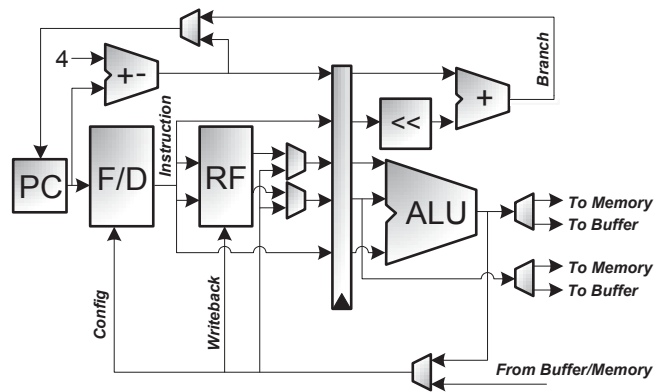 Branch
4
+-
+
<<
Instruction
PC
F/D
RF
ALU
To Memory
To Buffer
To Memory
To Buffer
Config
Writeback
From Buffer/Memory